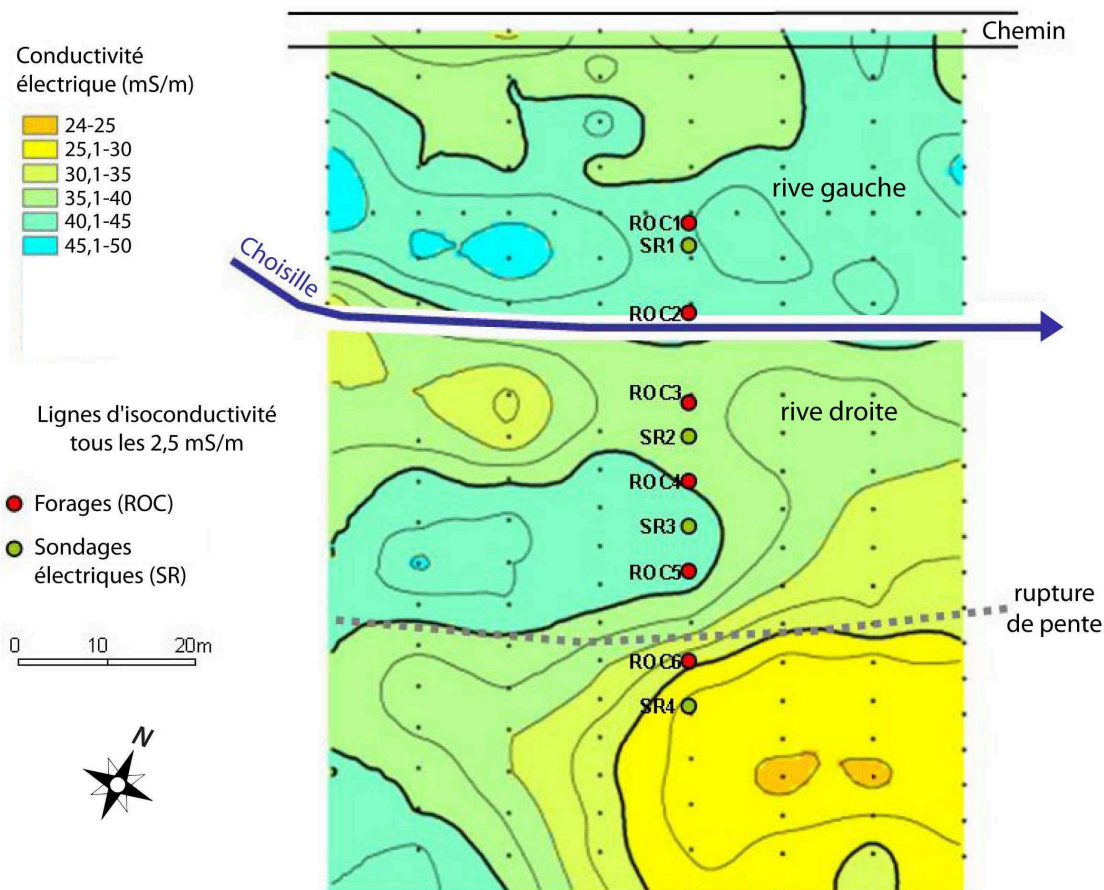 Chemin
Conductivité
électrique (mS/m)
24-25
25,1-30
30,1-35
35,1-40
40,1-45
45,1-50
rive gauche
ROC1
SR1
Choisille
ROC2
ROC3
rive droite
Lignes d'isoconductivité
tous les 2,5 mS/m
SR2
ROC4
Forages (ROC)
SR3
Sondages
électriques (SR)
ROC5
rupture
de pente
0 10 20m
ROC6
SR4
N